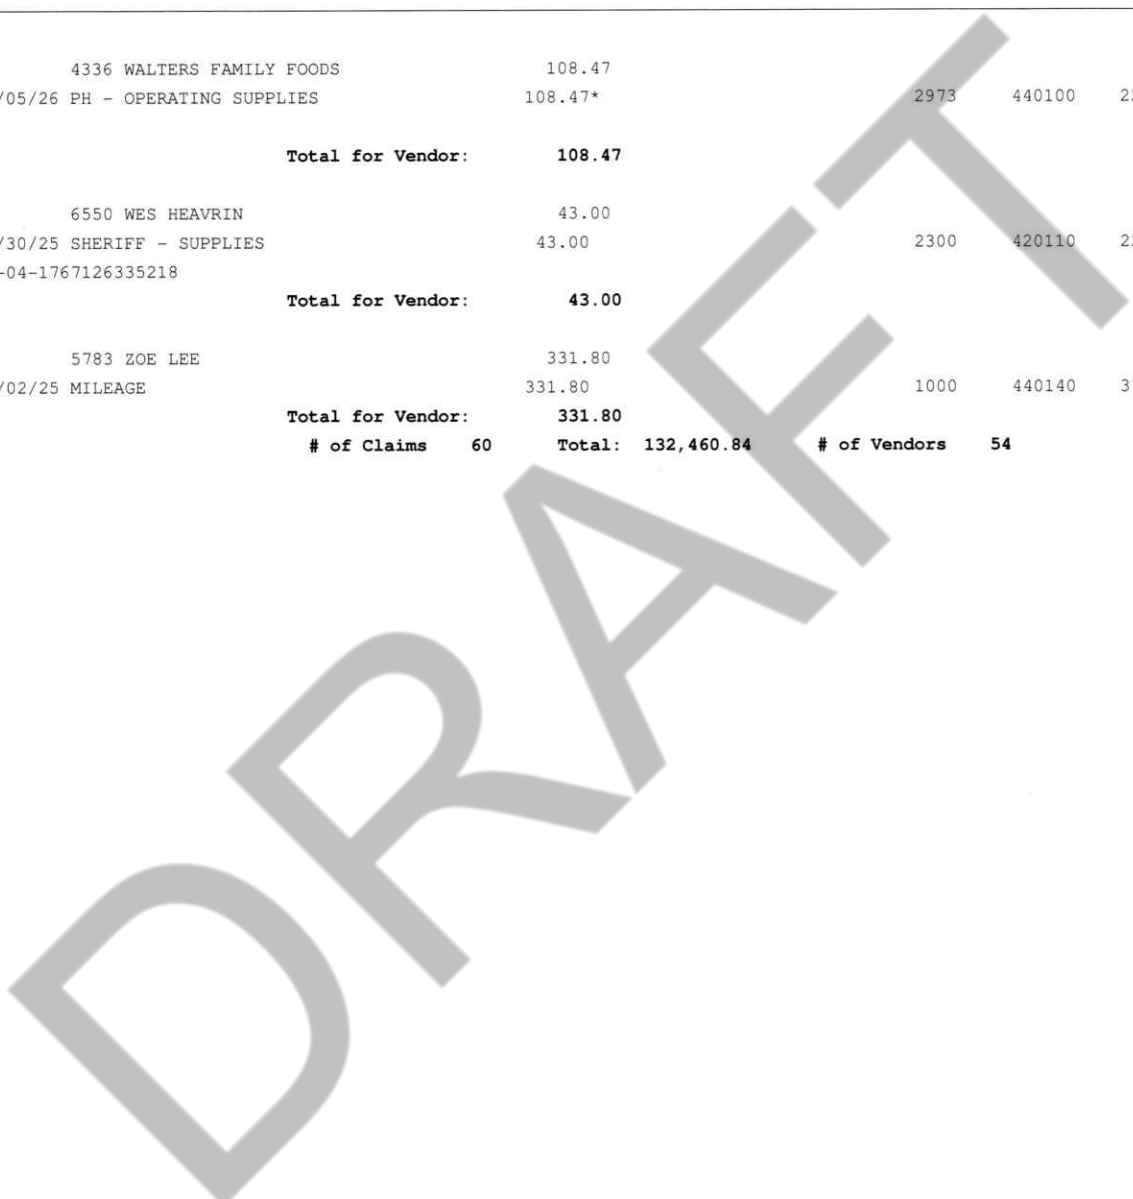 4336 WALTERS FAMILY FOODS 108.47
/05/26 PH - OPERATING SUPPLIES 108.47* 2973 440100
Total for Vendor: 108.47
6550 WES HEAVRIN 43.00
/30/25 SHERIFF - SUPPLIES 43.00 2300 420110
-04-1767126335218
Total for Vendor: 43.00
5783 ZOE LEE 331.80
/02/25 MILEAGE 331.80 1000 440140
Total for Vendor: 331.80
# of Claims 60 Total: 132,460.84 # of Vendors 54
DRAFT